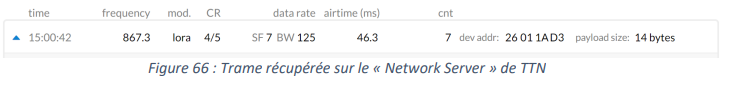 time frequency mod. CR data rate airtime (ms) cnt
15:00:42 867.3 lora 4/5 SF 7 BW 125 46.3 7 dev addr: 26 01 1A D3 payload size: 14 bytes
Figure 66 : Trame récupérée sur le « Network Server » de TTN